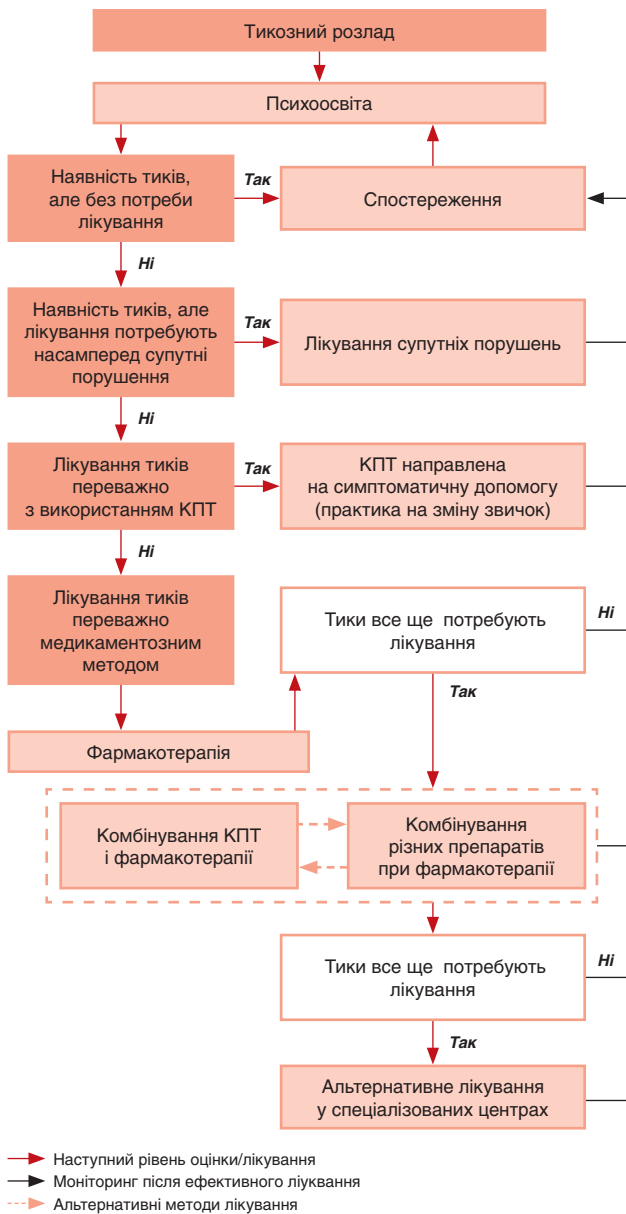 Тикозний розлад
Психоосвіта
Наявність тиків,
але без потреби
лікування
Так
Спостереження
Ні
Наявність тиків, але
лікування потребують
насамперед супутні
порушення
Так
Лікування супутніх порушень
Ні
Лікування тиків
переважно
з використанням КПТ
Так
КПТ направлена
на симптоматичну допомогу
(практика на зміну звичок)
Ні
Лікування тиків
переважно
медикаментозним
методом
Тики все ще потребують
лікування
Ні
Так
Фармакотерапія
Комбінування КПТ
і фармакотерапії
Комбінування
різних препаратів
при фармакотерапії
Тики все ще потребують
лікування
Ні
Так
Альтернативне лікування
у спеціалізованих центрах
Наступний рівень оцінки/лікування
Моніторинг після ефективного ліуквання
Альтернативні методи лікування